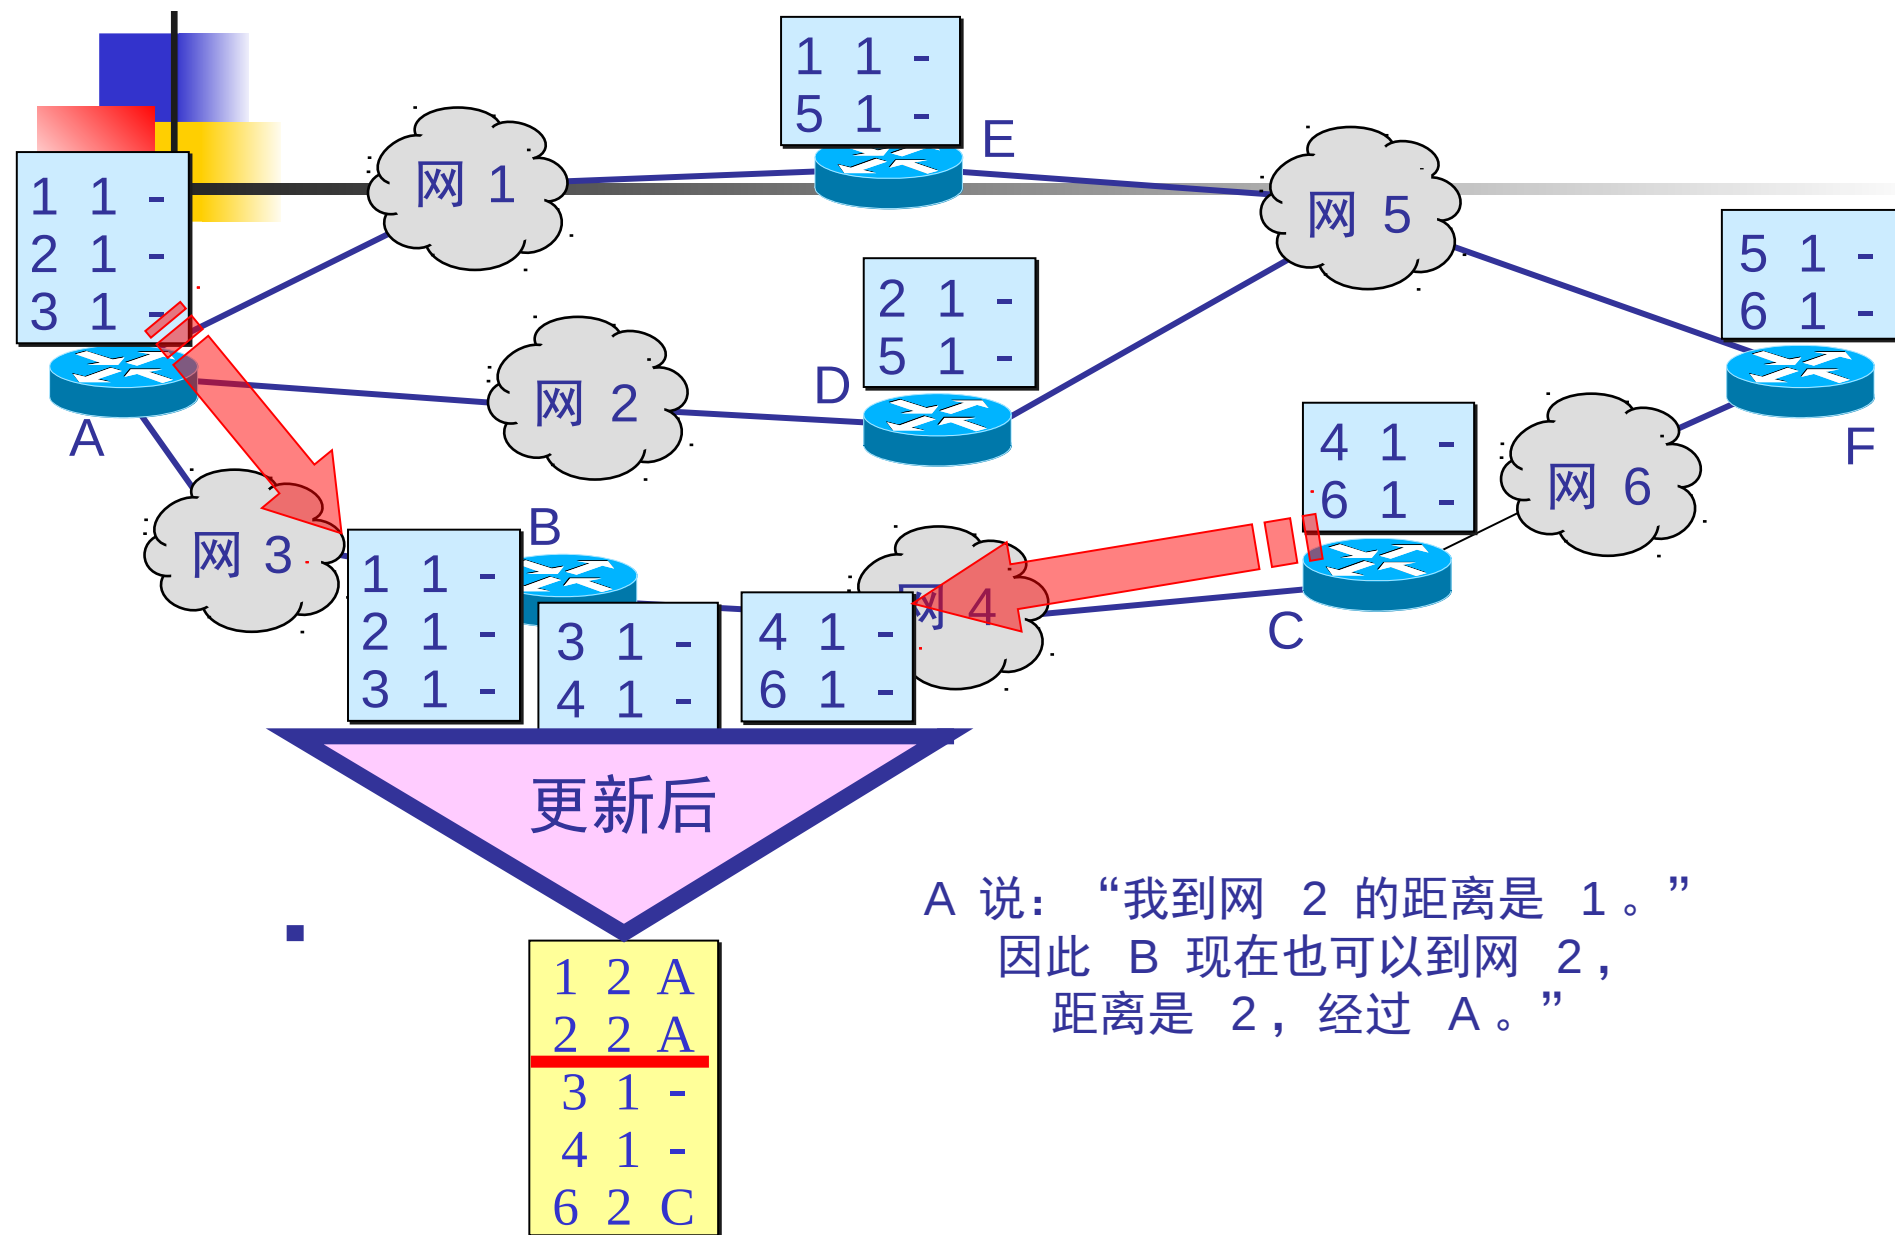 1 1 -
5 1 -
E
网 1
网 5
1 1 -
2 1 -
3 1 -
5 1 -
6 1 -
2 1 -
5 1 -
D
网 2
A
F
4 1 -
6 1 -
网 6
B
网 3
网 4
C
1 1 -
2 1 -
3 1 -
3 1 -
4 1 -
4 1 -
6 1 -
更新后
A 说：“我到网 2 的距离是 1。”
因此 B 现在也可以到网 2，
距离是 2，经过 A。”
1 2 A
2 2 A
3 1 -
4 1 -
6 2 C